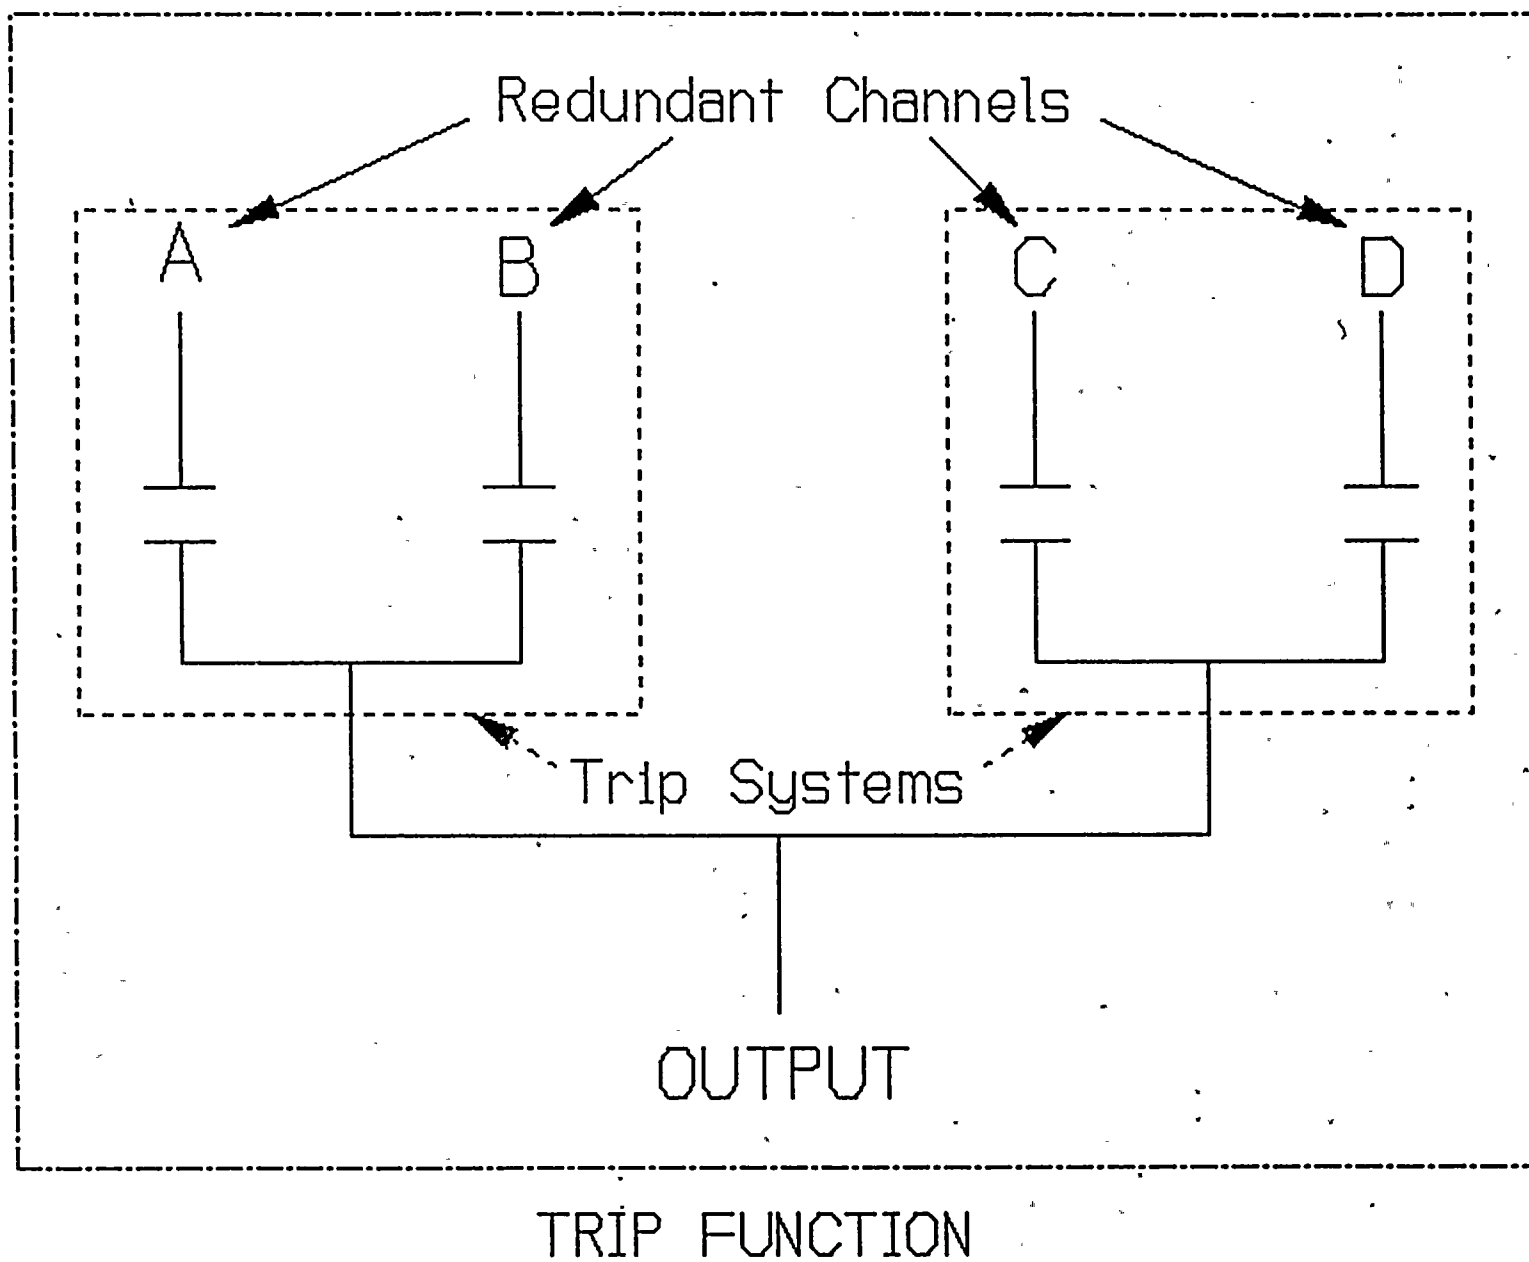 Redundant Channels
A B C D
Trip Systems
OUTPUT
TRIP FUNCTION